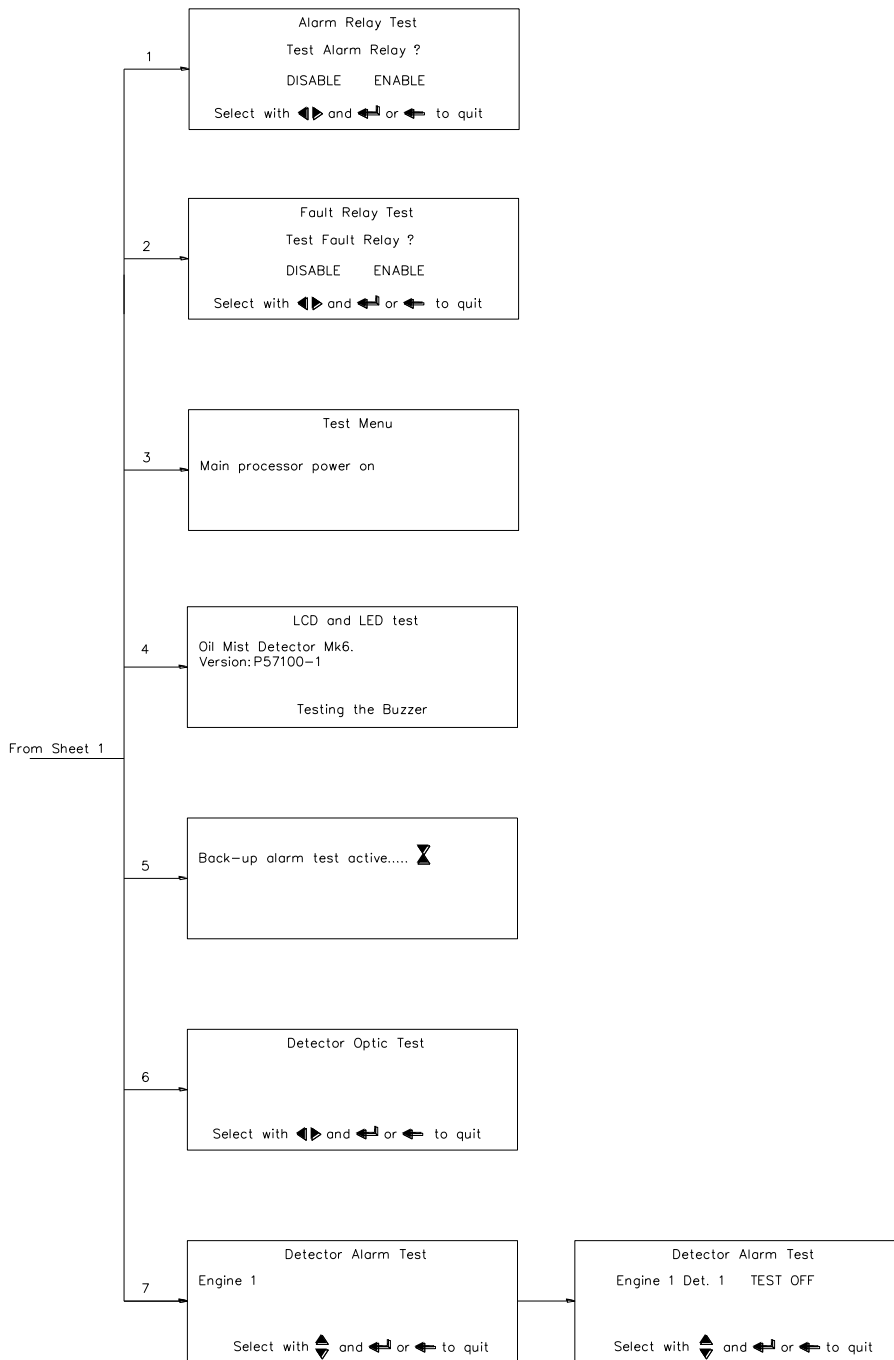 Alarm Relay Test
Test Alarm Relay ?
DISABLE ENABLE
Select with ◀▶ and ↵ or ← to quit
1
Fault Relay Test
Test Fault Relay ?
DISABLE ENABLE
Select with ◀▶ and ↵ or ← to quit
2
Test Menu
Main processor power on
3
LCD and LED test
Oil Mist Detector Mk6.
Version:P57100-1
Testing the Buzzer
4
From Sheet 1
Back-up alarm test active.....
5
Detector Optic Test
Select with ◀▶ and ↵ or ← to quit
6
Detector Alarm Test
Engine 1
Select with ▲▼ and ↵ or ← to quit
7
Detector Alarm Test
Engine 1 Det. 1 TEST OFF
Select with ▲▼ and ↵ or ← to quit